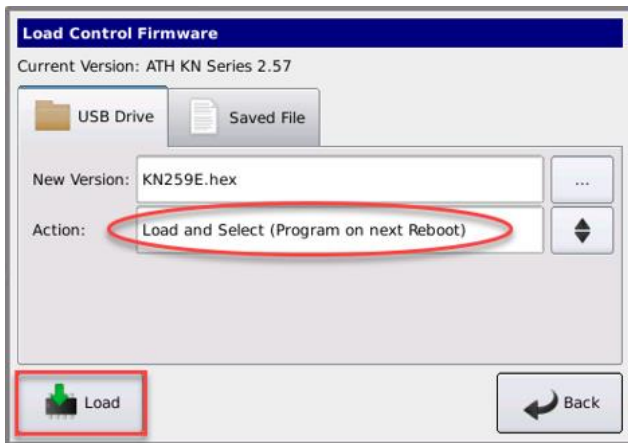 Load Control Firmware
Current Version: ATH KN Series 2.57
USB Drive
Saved File
New Version: KN259E.hex ...
Action: Load and Select (Program on next Reboot)
Load
Back